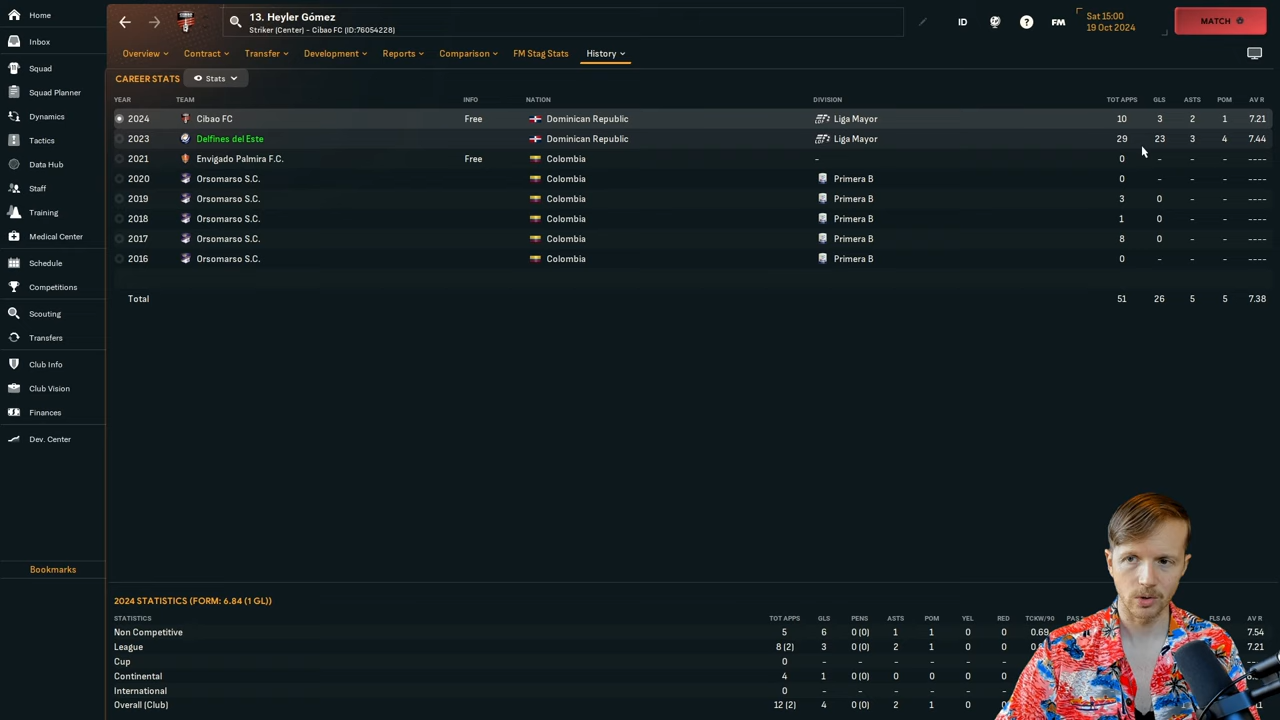 Home
Inbox
Squad
Squad Planner
Dynamics
Tactics
Data Hub
Staff
Training
Medical Center
Schedule
Competitions
Scouting
Transfers
Club Info
Club Vision
Finances
Dev. Center
Bookmarks
13. Heyler Gómez
Striker (Center) - Cibao FC (ID:76054228)
ID ? FM
Sat 15:00
19 Oct 2024
MATCH
Overview Contract Transfer Development Reports Comparison FM Stag Stats History
CAREER STATS Stats
YEAR TEAM INFO NATION DIVISION TOT APPS GLS ASTS POM AV R
2024 Cibao FC Free Dominican Republic Liga Mayor 10 3 2 1 7.21
2023 Delfines del Este Dominican Republic Liga Mayor 29 23 3 4 7.44
2021 Envigado Palmira F.C. Free Colombia - 0 - - - ----
2020 Orsomarso S.C. Colombia Primera B 0 - - - ----
2019 Orsomarso S.C. Colombia Primera B 3 0 - - ----
2018 Orsomarso S.C. Colombia Primera B 1 0 - - ----
2017 Orsomarso S.C. Colombia Primera B 8 0 - - ----
2016 Orsomarso S.C. Colombia Primera B 0 - - - ----
Total 51 26 5 5 7.38
2024 STATISTICS (FORM: 6.84 (1 GL))
STATISTICS TOT APPS GLS PENS ASTS POM YEL RED TCKW/90 FLS AG AV R
Non Competitive 5 6 0 (0) 1 1 0 0 0.69 7.54
League 8 (2) 3 0 (0) 2 1 0 0 7.21
Cup 0 - - - - - -
Continental 4 1 0 (0) 0 0 0 0
International 0 - - - - - -
Overall (Club) 12 (2) 4 0 (0) 2 1 0 0